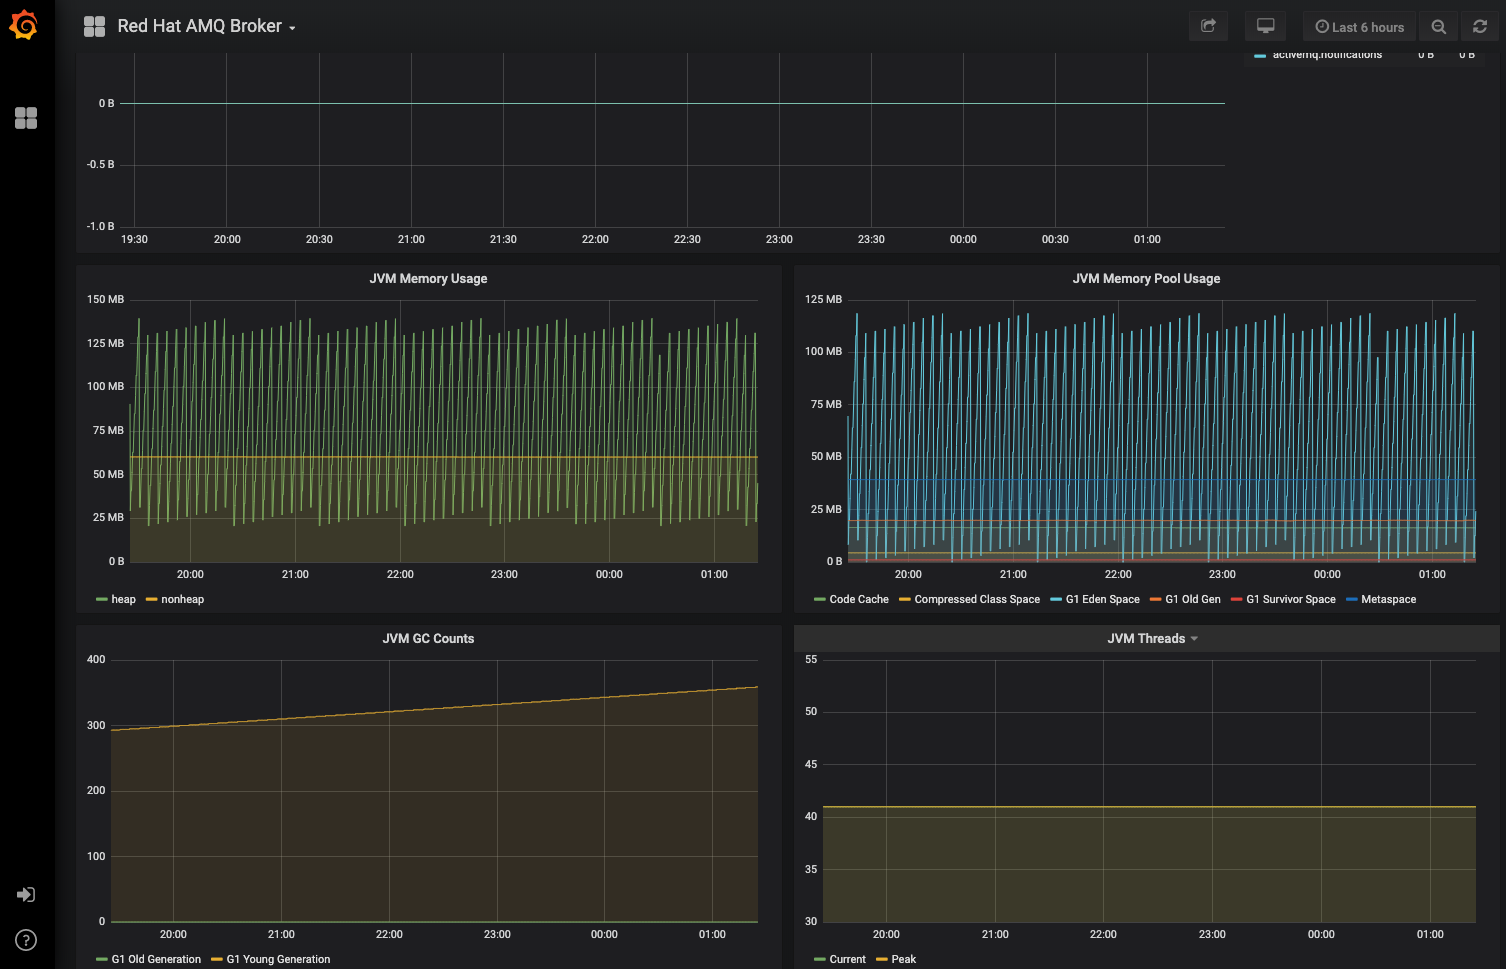 Red Hat AMQ Broker
Last 6 hours
activemq.notifications 0 B 0 B
0 B
-0.5 B
-1.0 B
19:30 20:00 20:30 21:00 21:30 22:00 22:30 23:00 23:30 00:00 00:30 01:00
JVM Memory Usage
150 MB
125 MB
100 MB
75 MB
50 MB
25 MB
0 B
20:00 21:00 22:00 23:00 00:00 01:00
heap nonheap
JVM Memory Pool Usage
125 MB
100 MB
75 MB
50 MB
25 MB
0 B
20:00 21:00 22:00 23:00 00:00 01:00
Code Cache Compressed Class Space G1 Eden Space G1 Old Gen G1 Survivor Space Metaspace
JVM GC Counts
400
300
200
100
0
20:00 21:00 22:00 23:00 00:00 01:00
G1 Old Generation G1 Young Generation
JVM Threads
55
50
45
40
35
30
20:00 21:00 22:00 23:00 00:00 01:00
Current Peak